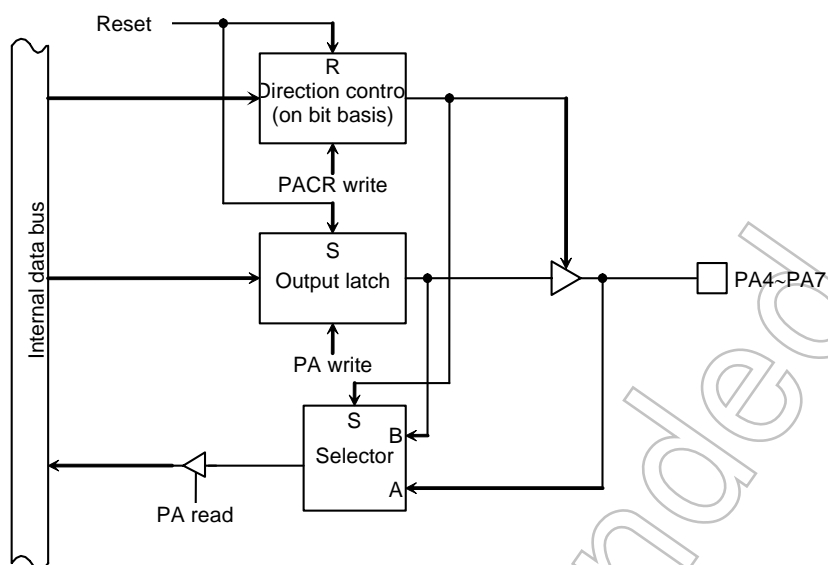 Reset
R
Direction contro
(on bit basis)
PACR write
Internal data bus
S
Output latch
PA4~PA7
PA write
S
B
Selector
A
PA read
nded